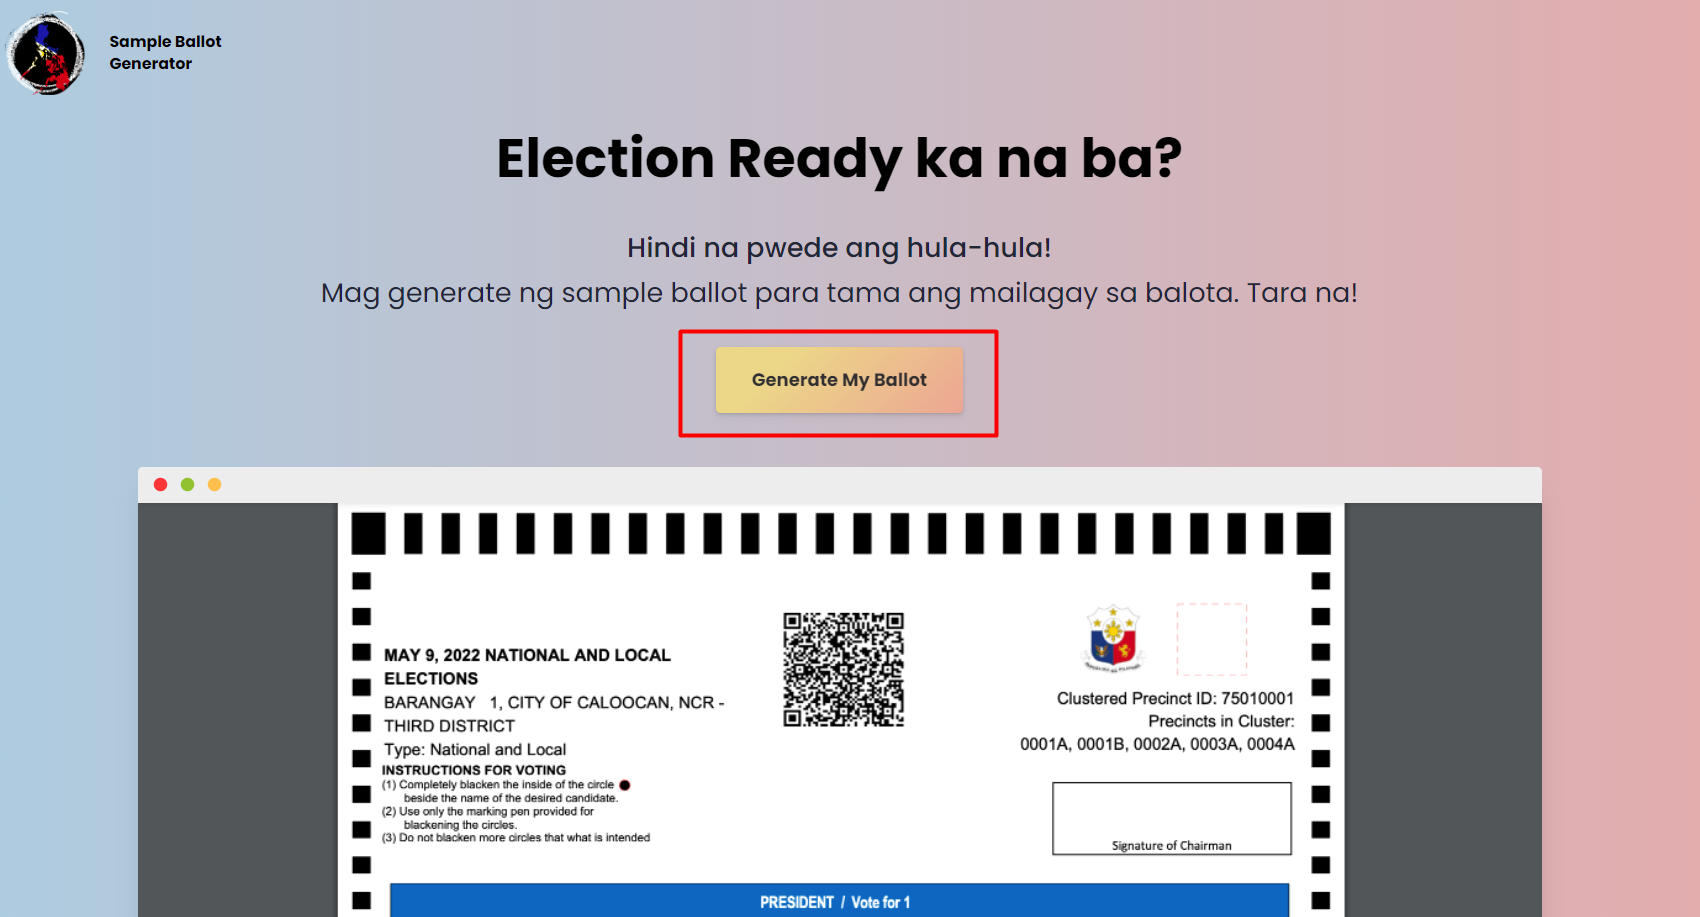 Sample Ballot
Generator
Election Ready ka na ba?
Hindi na pwede ang hula-hula!
Mag generate ng sample ballot para tama ang mailagay sa balota. Tara na!
Generate My Ballot
MAY 9, 2022 NATIONAL AND LOCAL
ELECTIONS
BARANGAY 1, CITY OF CALOOCAN, NCR -
THIRD DISTRICT
Type: National and Local
INSTRUCTIONS FOR VOTING
(1) Completely blacken the inside of the circle
beside the name of the desired candidate.
(2) Use only the marking pen provided for
blackening the circles.
(3) Do not blacken more circles that what is intended
Clustered Precinct ID: 75010001
Precincts in Cluster:
0001A, 0001B, 0002A, 0003A, 0004A
Signature of Chairman
PRESIDENT / Vote for 1